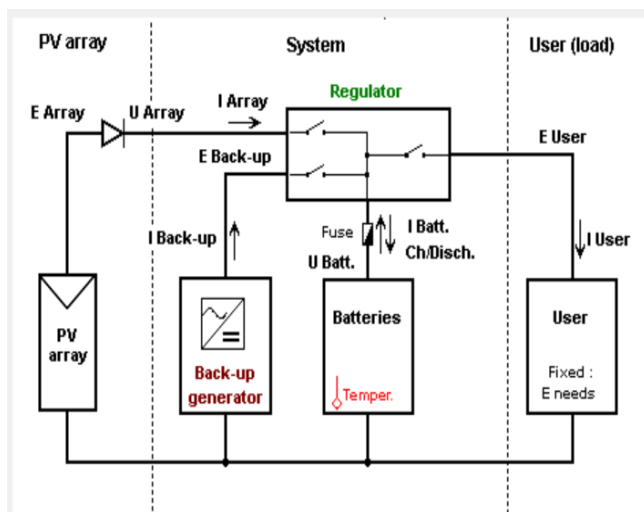 PV array
System
User (load)
Regulator
I Array
E Array
U Array
E Back-up
E User
I Back-up
Fuse
I Batt.
Ch/Disch.
U Batt.
I User
PV
array
Back-up
generator
Batteries
Temper.
User
Fixed :
E needs